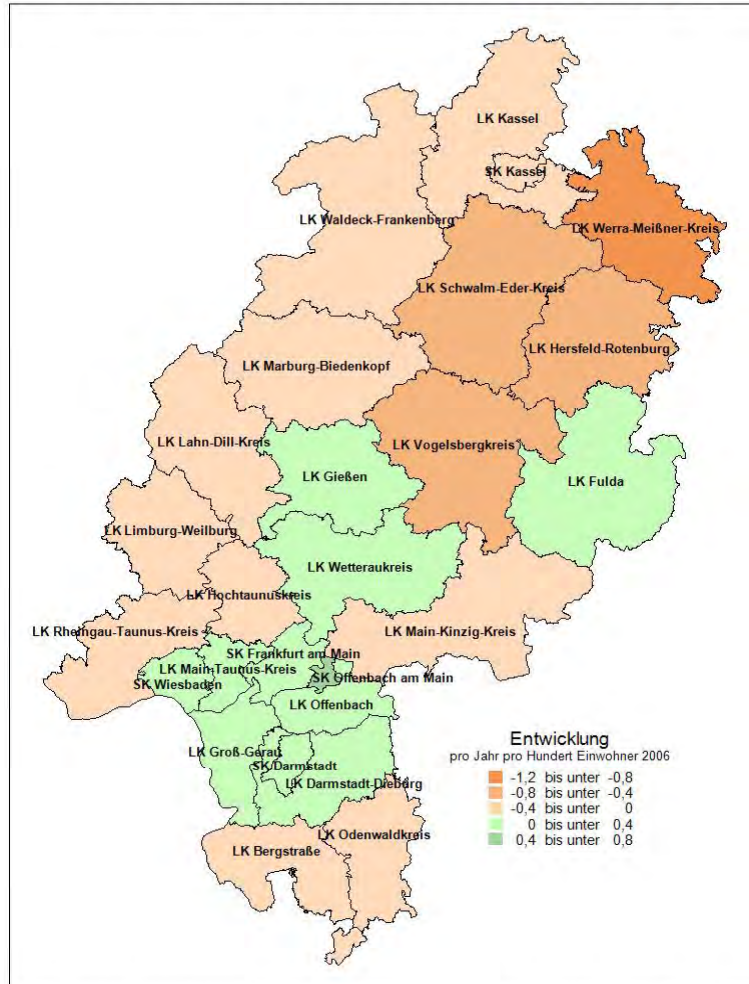 LK Kassel
SK Kassel
LK Waldeck-Frankenberg
LK Werra-Meißner-Kreis
LK Schwalm-Eder-Kreis
LK Hersfeld-Rotenburg
LK Marburg-Biedenkopf
LK Lahn-Dill-Kreis
LK Vogelsbergkreis
LK Gießen
LK Fulda
LK Limburg-Weilburg
LK Wetteraukreis
LK Hochtaunuskreis
LK Rheingau-Taunus-Kreis
LK Main-Kinzig-Kreis
SK Frankfurt am Main
LK Main-Taunus-Kreis
SK Offenbach am Main
SK Wiesbaden
LK Offenbach
LK Groß-Gerau
SK Darmstadt
LK Darmstadt-Dieburg
LK Odenwaldkreis
LK Bergstraße
Entwicklung
pro Jahr pro Hundert Einwohner 2006
-1,2 bis unter -0,8
-0,8 bis unter -0,4
-0,4 bis unter 0
0 bis unter 0,4
0,4 bis unter 0,8